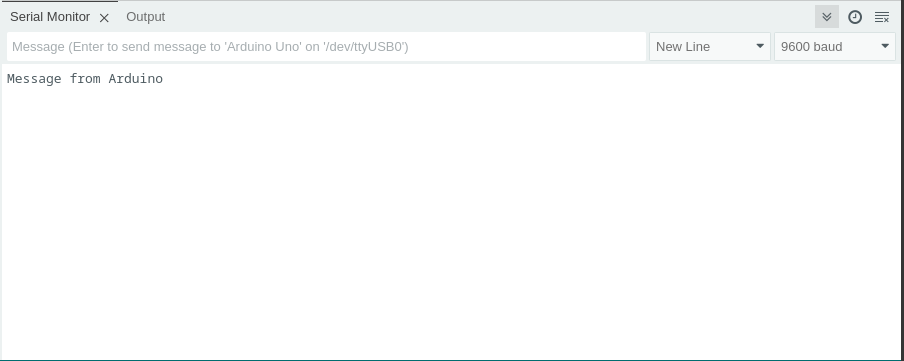 Serial Monitor Output
Message (Enter to send message to 'Arduino Uno' on '/dev/ttyUSB0') New Line 9600 baud
Message from Arduino